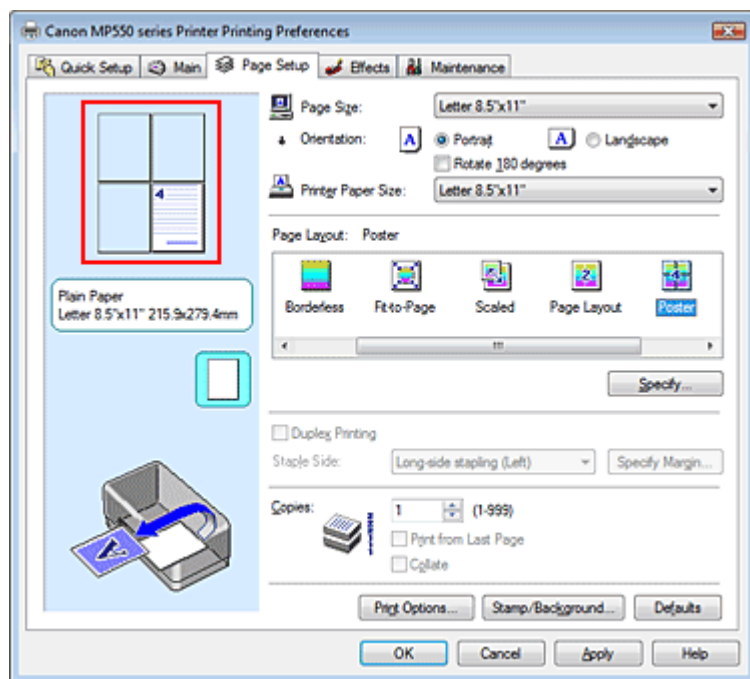 Canon MP550 series Printer Printing Preferences
Quick Setup Main Page Setup Effects Maintenance
Page Size: Letter 8.5"x11"
Orientation: A Portrait A Landscape
Rotate 180 degrees
Printer Paper Size: Letter 8.5"x11"
Page Layout: Poster
Borderless Fit-to-Page Scaled Page Layout Poster
4
Plain Paper
Letter 8.5"x11" 215.9x279.4mm
Specify...
Duplex Printing
Staple Side: Long-side stapling (Left) Specify Margin...
Copies: 1 (1-999)
Print from Last Page
Collate
Print Options... Stamp/Background... Defaults
OK Cancel Apply Help